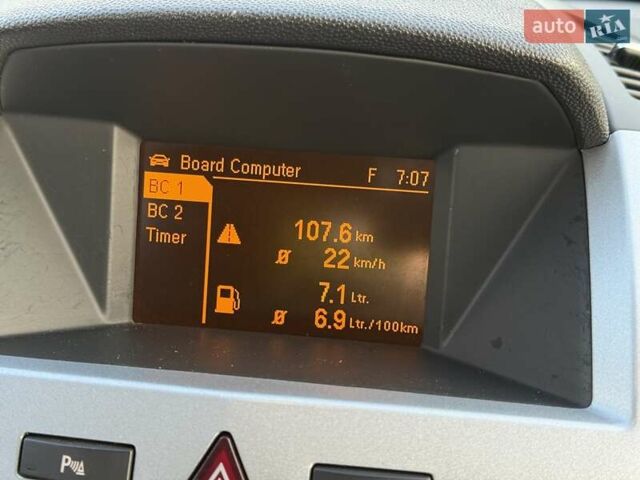 auto RIA
Board Computer F 7:07
BC 1
BC 2
Timer
107.6 km
Ø 22 km/h
7.1 Ltr.
Ø 6.9 Ltr./100km
P